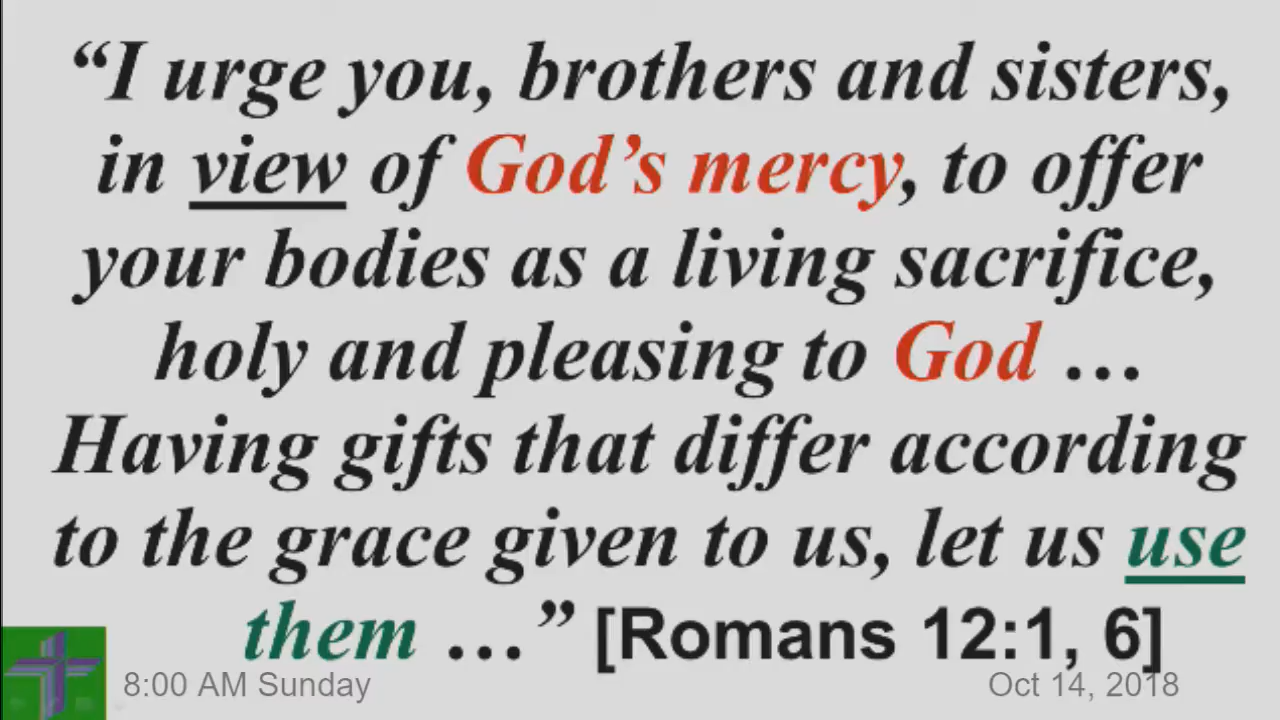 “I urge you, brothers and sisters,
in view of God’s mercy, to offer
your bodies as a living sacrifice,
holy and pleasing to God …
Having gifts that differ according
to the grace given to us, let us use
them …” [Romans 12:1, 6]
8:00 AM Sunday
Oct 14, 2018